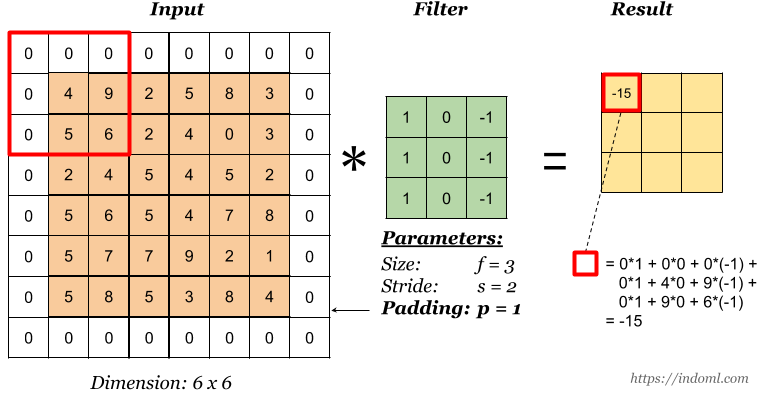 Input Filter Result
0 0 0 0 0 0 0 0
0 4 9 2 5 8 3 0
0 5 6 2 4 0 3 0
0 2 4 5 4 5 2 0
0 5 6 5 4 7 8 0
0 5 7 7 9 2 1 0
0 5 8 5 3 8 4 0
0 0 0 0 0 0 0 0
Dimension: 6 x 6
*
1 0 -1
1 0 -1
1 0 -1
Parameters:
Size: f = 3
Stride: s = 2
Padding: p = 1
=
-15
= 0*1 + 0*0 + 0*(-1) +
0*1 + 4*0 + 9*(-1) +
0*1 + 9*0 + 6*(-1)
= -15
https://indoml.com